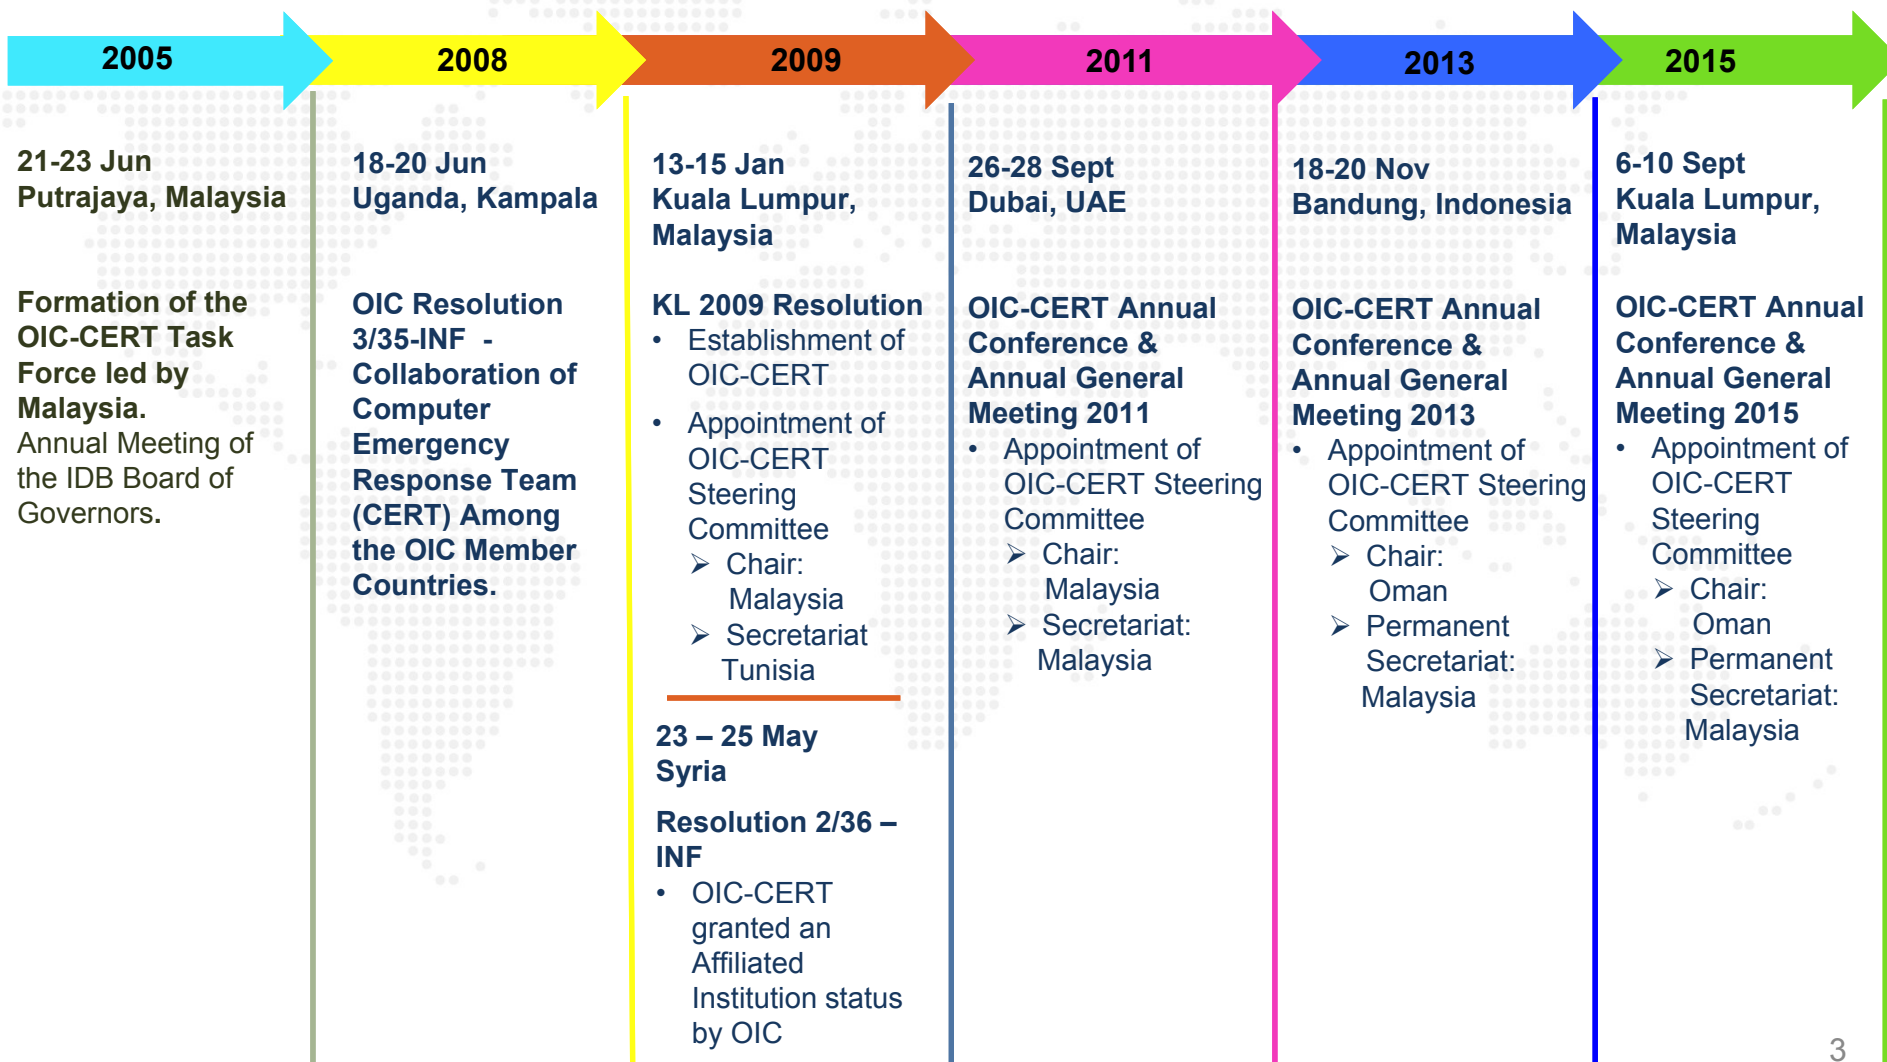 2005
2008
2009
2011
2013
2015
21-23 Jun
Putrajaya, Malaysia
Formation of the
OIC-CERT Task
Force led by
Malaysia.
Annual Meeting of
the IDB Board of
Governors.
18-20 Jun
Uganda, Kampala
OIC Resolution
3/35-INF -
Collaboration of
Computer
Emergency
Response Team
(CERT) Among
the OIC Member
Countries.
13-15 Jan
Kuala Lumpur,
Malaysia
KL 2009 Resolution
• Establishment of
OIC-CERT
• Appointment of
OIC-CERT
Steering
Committee
➢ Chair:
Malaysia
➢ Secretariat
Tunisia
23 – 25 May
Syria
Resolution 2/36 –
INF
• OIC-CERT
granted an
Affiliated
Institution status
by OIC
26-28 Sept
Dubai, UAE
OIC-CERT Annual
Conference &
Annual General
Meeting 2011
• Appointment of
OIC-CERT Steering
Committee
➢ Chair:
Malaysia
➢ Secretariat:
Malaysia
18-20 Nov
Bandung, Indonesia
OIC-CERT Annual
Conference &
Annual General
Meeting 2013
• Appointment of
OIC-CERT Steering
Committee
➢ Chair:
Oman
➢ Permanent
Secretariat:
Malaysia
6-10 Sept
Kuala Lumpur,
Malaysia
OIC-CERT Annual
Conference &
Annual General
Meeting 2015
• Appointment of
OIC-CERT
Steering
Committee
➢ Chair:
Oman
➢ Permanent
Secretariat:
Malaysia
3